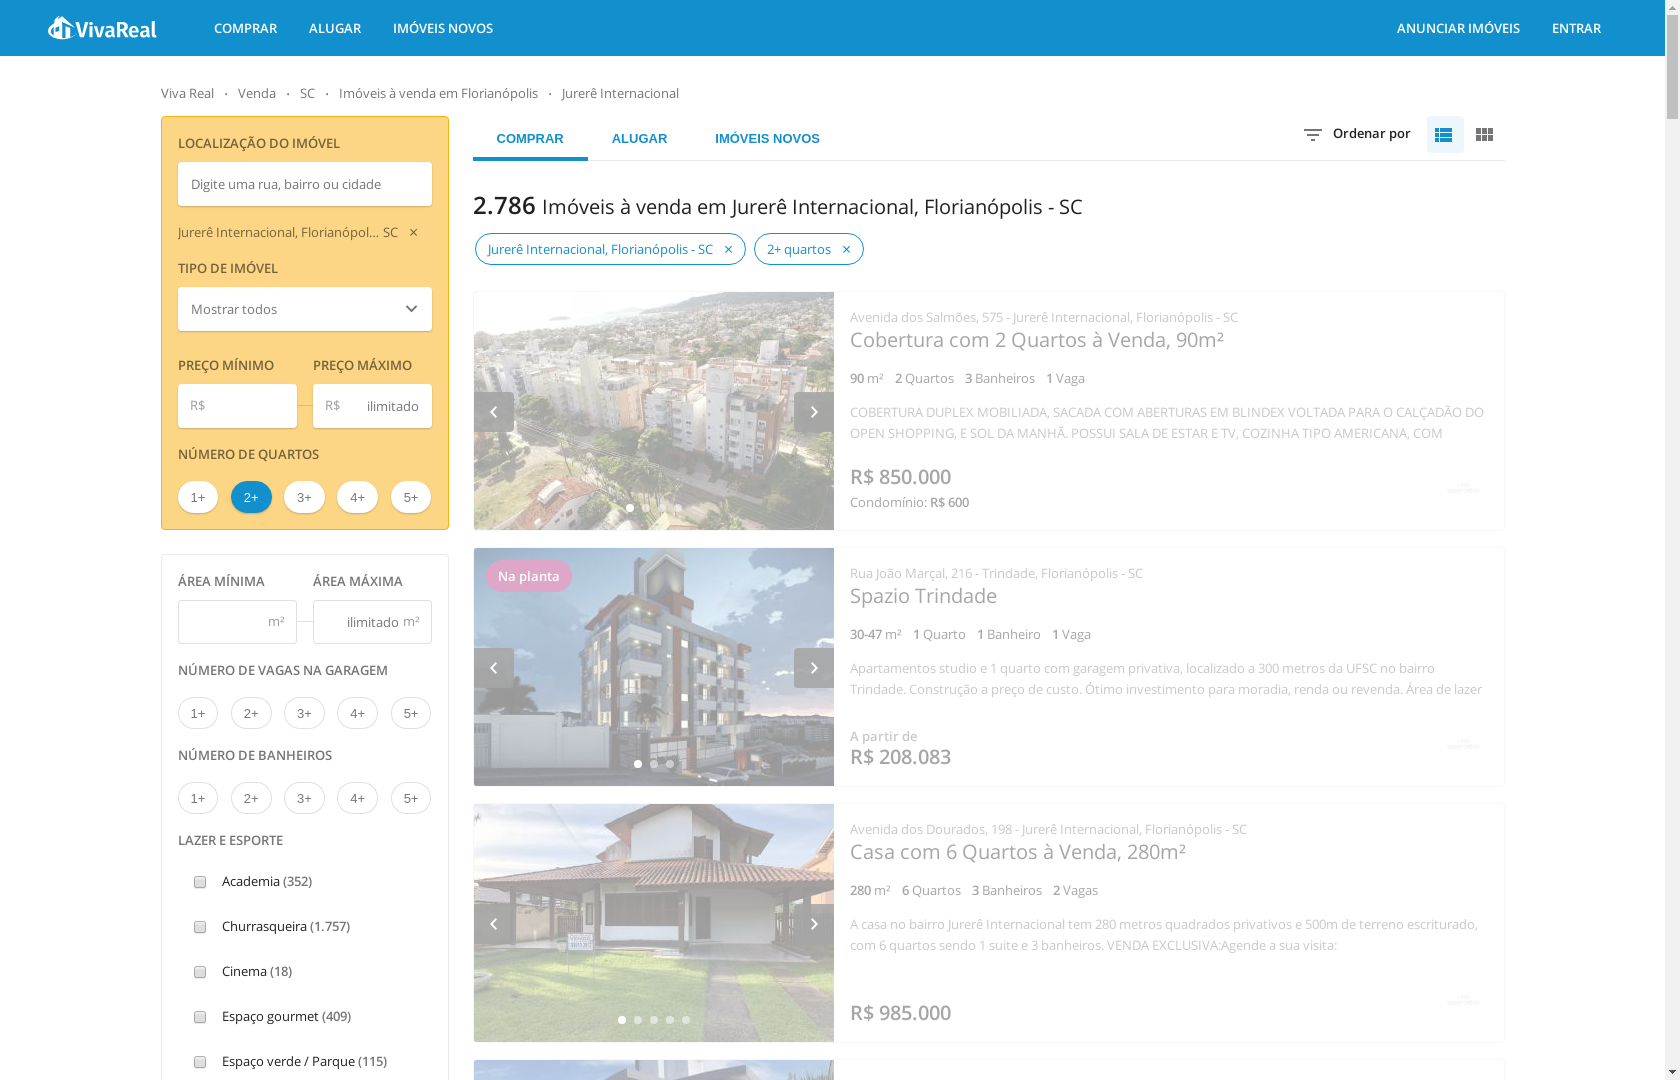 VivaReal
COMPRAR
ALUGAR
IMÓVEIS NOVOS
ANUNCIAR IMÓVEIS
ENTRAR
Viva Real · Venda · SC · Imóveis à venda em Florianópolis · Jurerê Internacional
LOCALIZAÇÃO DO IMÓVEL
Digite uma rua, bairro ou cidade
Jurerê Internacional, Florianópol... SC ×
TIPO DE IMÓVEL
Mostrar todos
PREÇO MÍNIMO
PREÇO MÁXIMO
R$
R$ ilimitado
NÚMERO DE QUARTOS
1+ 2+ 3+ 4+ 5+
ÁREA MÍNIMA
ÁREA MÁXIMA
m²
ilimitado m²
NÚMERO DE VAGAS NA GARAGEM
1+ 2+ 3+ 4+ 5+
NÚMERO DE BANHEIROS
1+ 2+ 3+ 4+ 5+
LAZER E ESPORTE
Academia (352)
Churrasqueira (1.757)
Cinema (18)
Espaço gourmet (409)
Espaço verde / Parque (115)
COMPRAR
ALUGAR
IMÓVEIS NOVOS
Ordenar por
2.786 Imóveis à venda em Jurerê Internacional, Florianópolis - SC
Jurerê Internacional, Florianópolis - SC ×
2+ quartos ×
Avenida dos Salmões, 575 - Jurerê Internacional, Florianópolis - SC
Cobertura com 2 Quartos à Venda, 90m²
90 m² 2 Quartos 3 Banheiros 1 Vaga
COBERTURA DUPLEX MOBILIADA, SACADA COM ABERTURAS EM BLINDEX VOLTADA PARA O CALÇADÃO DO
OPEN SHOPPING, E SOL DA MANHÃ. POSSUI SALA DE ESTAR E TV, COZINHA TIPO AMERICANA, COM
R$ 850.000
Condomínio: R$ 600
Na planta
Rua João Marçal, 216 - Trindade, Florianópolis - SC
Spazio Trindade
30-47 m² 1 Quarto 1 Banheiro 1 Vaga
Apartamentos studio e 1 quarto com garagem privativa, localizado a 300 metros da UFSC no bairro
Trindade. Construção a preço de custo. Ótimo investimento para moradia, renda ou revenda. Área de lazer
A partir de
R$ 208.083
Avenida dos Dourados, 198 - Jurerê Internacional, Florianópolis - SC
Casa com 6 Quartos à Venda, 280m²
280 m² 6 Quartos 3 Banheiros 2 Vagas
A casa no bairro Jurerê Internacional tem 280 metros quadrados privativos e 500m de terreno escriturado,
com 6 quartos sendo 1 suite e 3 banheiros. VENDA EXCLUSIVA:Agende a sua visita:
R$ 985.000